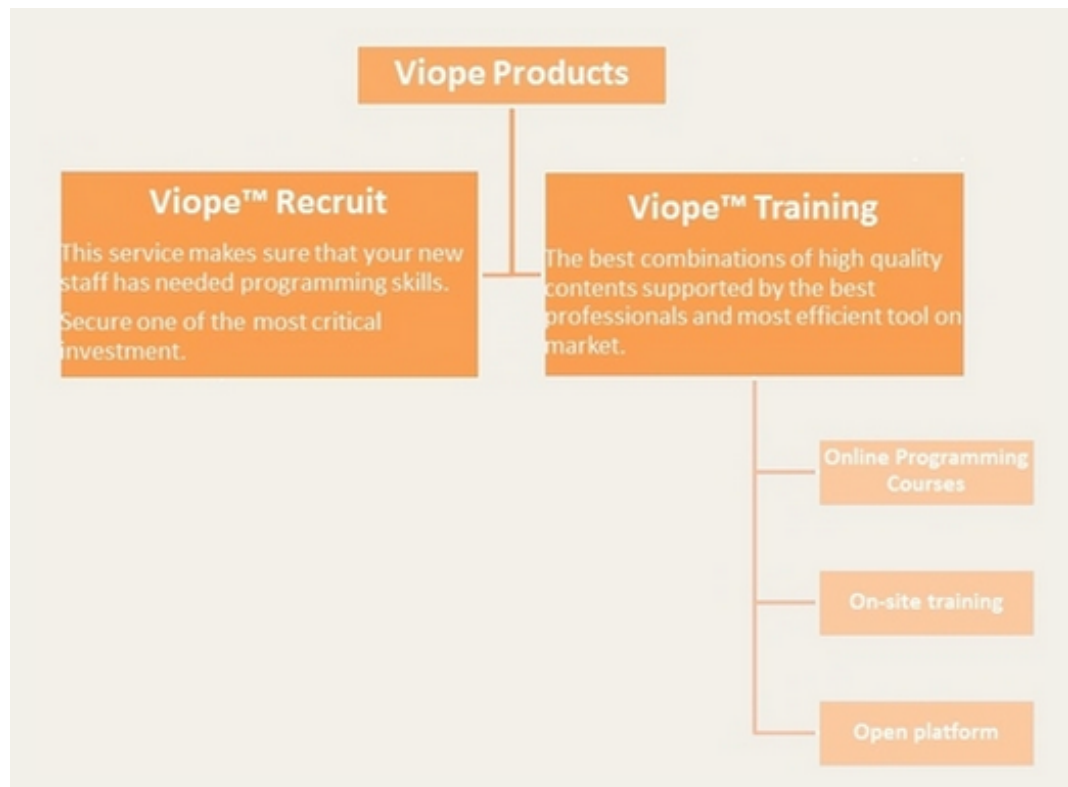 Viope Products
Viope™ Recruit
This service makes sure that your new
staff has needed programming skills.
Secure one of the most critical
investment.
Viope™ Training
The best combinations of high quality
contents supported by the best
professionals and most efficient tool on
market.
Online Programming
Courses
On-site training
Open platform